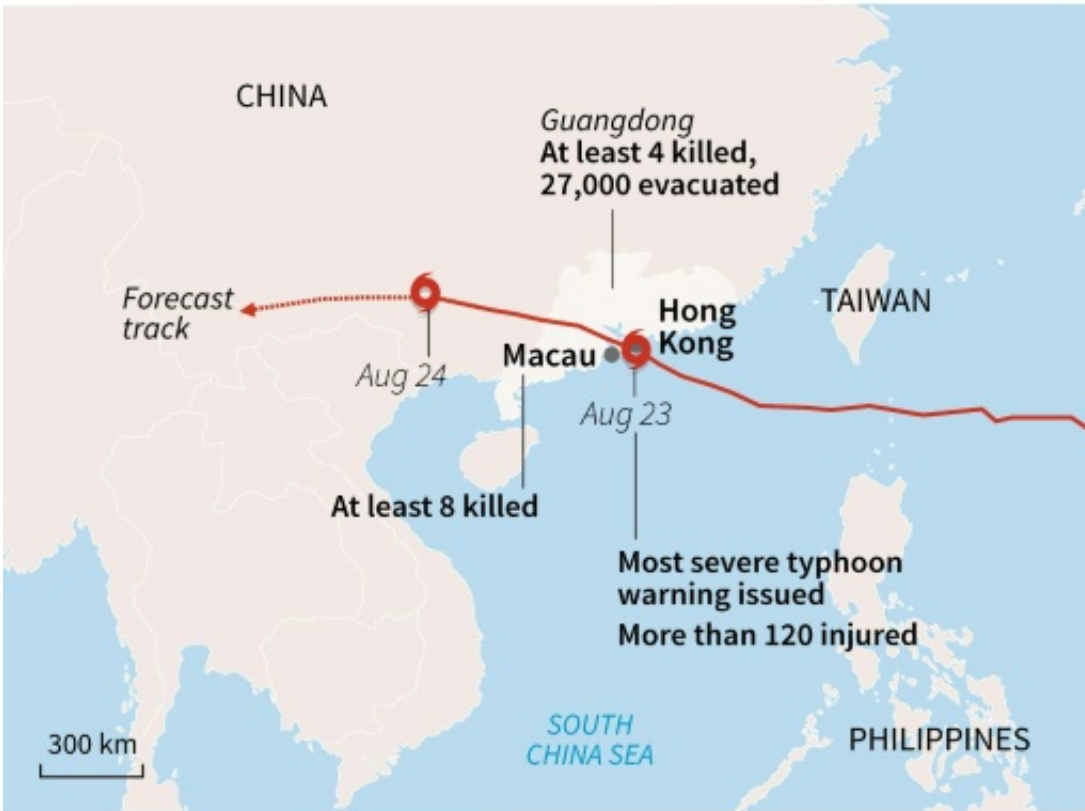 CHINA
Guangdong
At least 4 killed,
27,000 evacuated
Forecast
track
TAIWAN
Hong
Kong
Macau
Aug 24
Aug 23
At least 8 killed
Most severe typhoon
warning issued
More than 120 injured
SOUTH
CHINA SEA
PHILIPPINES
300 km